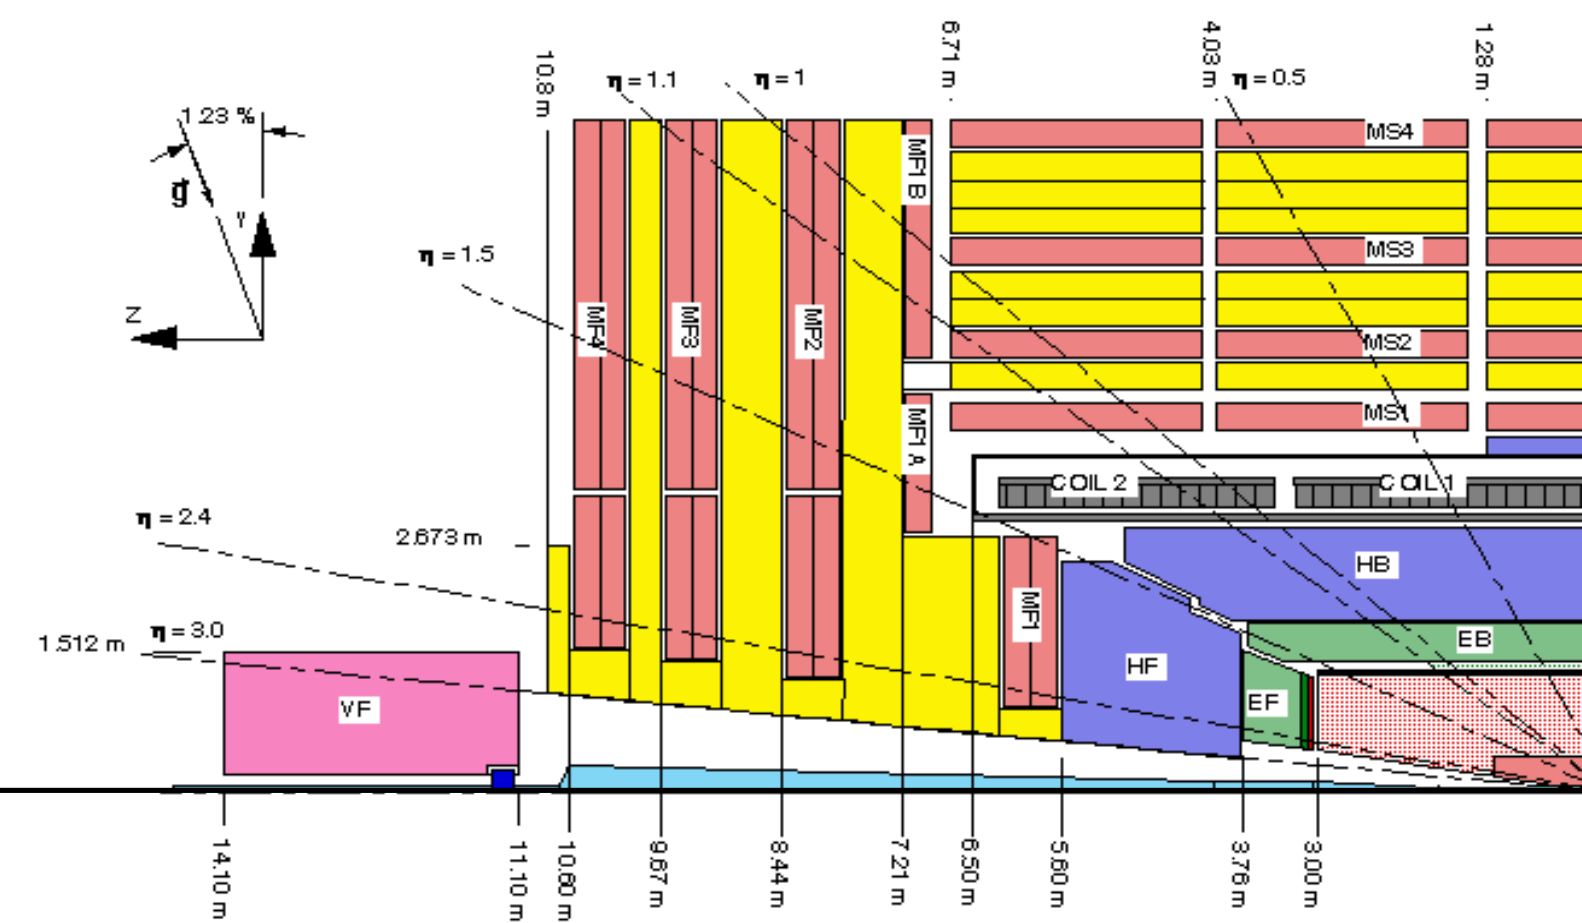 10.8 m
η = 1.1
η = 1
6.71 m
4.03 m
η = 0.5
1.28 m
1.23 %
g
Y
Z
η = 1.5
η = 2.4
2.673 m
1.512 m
η = 3.0
MF4
MF3
MF2
MF1 B
MF1 A
MF1
MS4
MS3
MS2
MS1
COIL 2
COIL 1
HB
EB
HF
EF
VF
14.10 m
11.10 m
10.60 m
9.67 m
8.44 m
7.21 m
6.50 m
5.60 m
3.76 m
3.00 m